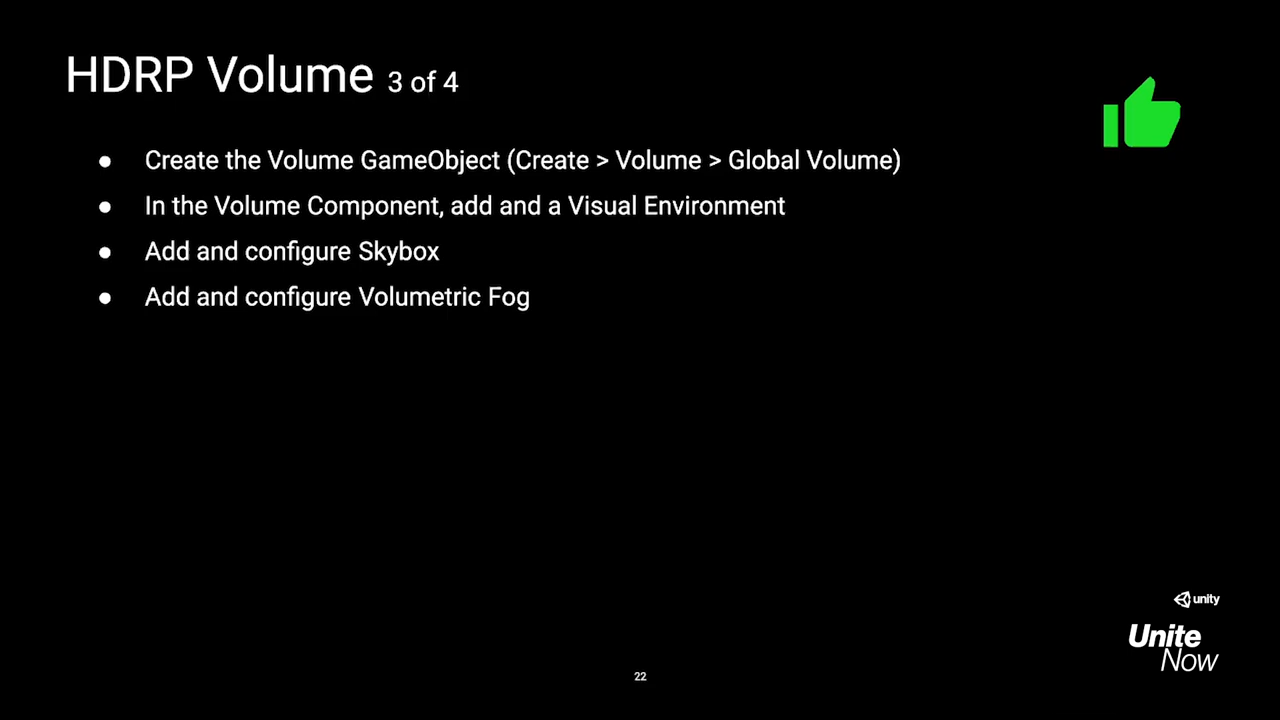 HDRP Volume 3 of 4
● Create the Volume GameObject (Create > Volume > Global Volume)
● In the Volume Component, add and a Visual Environment
● Add and configure Skybox
● Add and configure Volumetric Fog
unity
Unite
Now
22